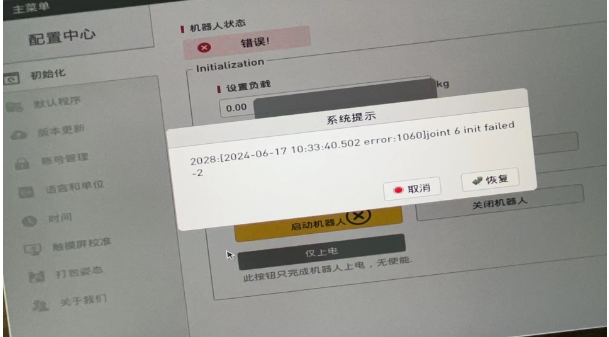 主菜单
配置中心
机器人状态
错误!
初始化
Initialization
设置负载
0.00
kg
默认程序
系统提示
版本更新
2028:[2024-06-17 10:33:40.502 error:1060]joint 6 init failed
-2
账号管理
取消
恢复
语言和单位
启动机器人
关闭机器人
时间
仅上电
触摸屏校准
此按钮只完成机器人上电，无使能.
打包姿态
关于我们